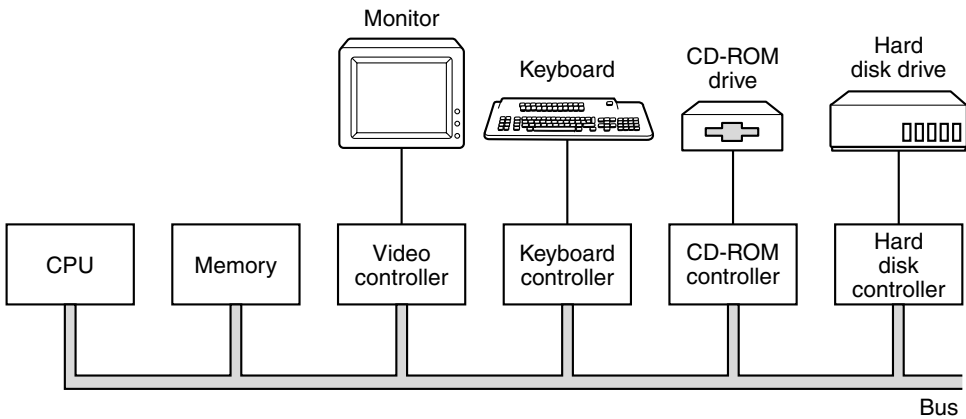 Monitor
Keyboard
CD-ROM
drive
Hard
disk drive
CPU
Memory
Video
controller
Keyboard
controller
CD-ROM
controller
Hard
disk
controller
Bus